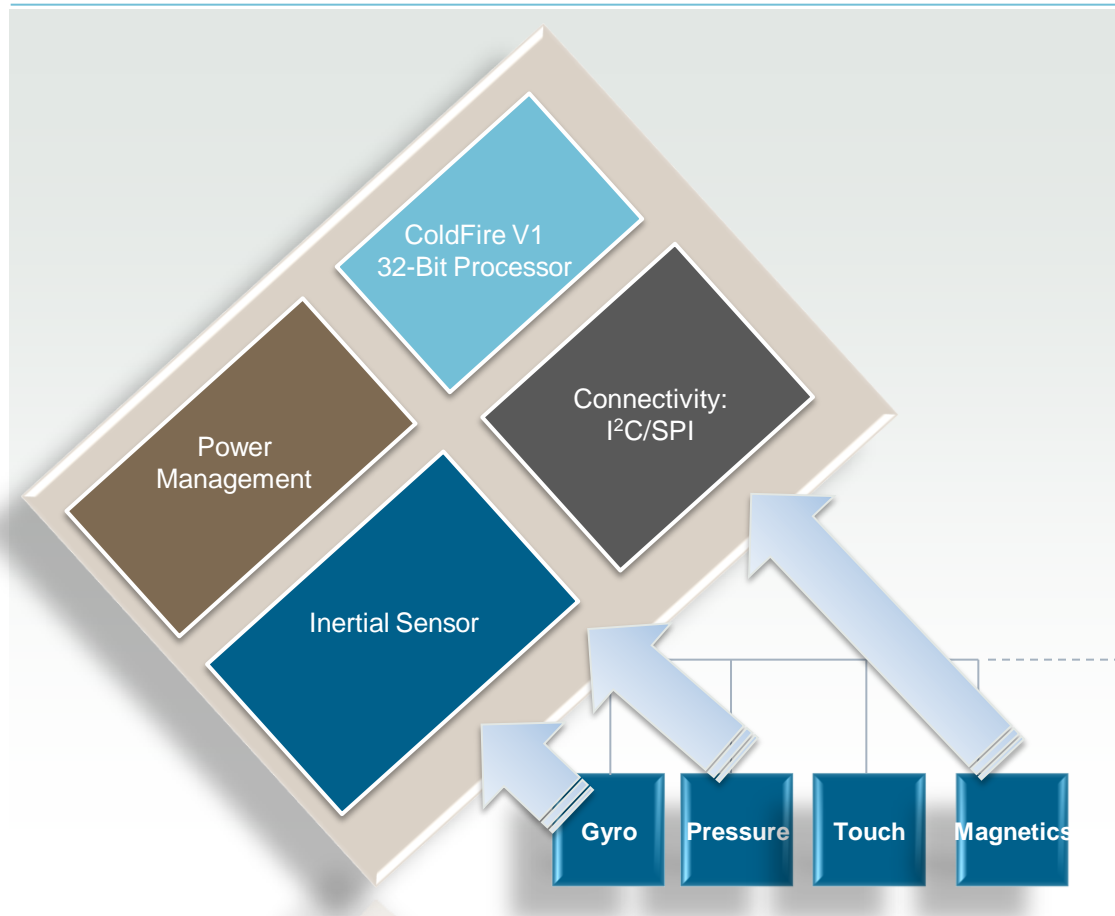 ColdFire V1
32-Bit Processor
Connectivity:
I²C/SPI
Power
Management
Inertial Sensor
Gyro
Pressure
Touch
Magnetics